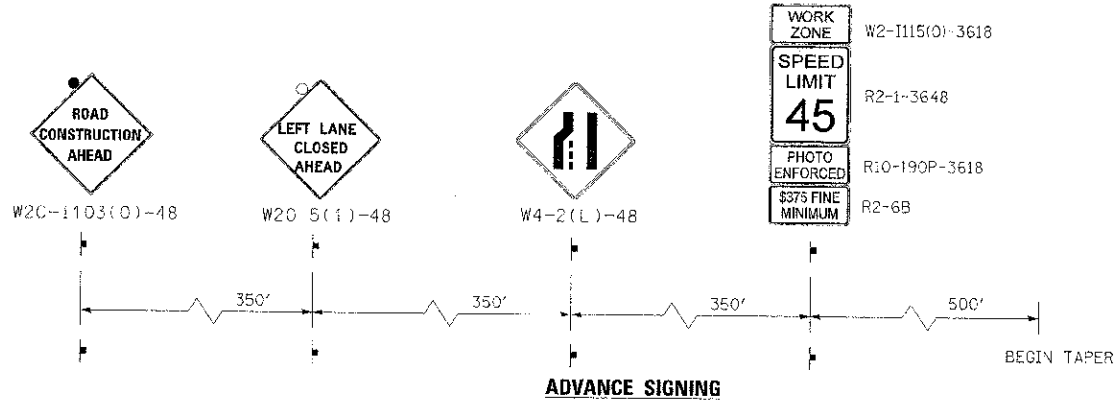 WORK
ZONE
W2-I115(O)-3618
SPEED
LIMIT
45
R2-1-3648
PHOTO
ENFORCED
R10-I90P-3618
$375 FINE
MINIMUM
R2-6B
ROAD
CONSTRUCTION
AHEAD
W20-I103(O)-48
LEFT LANE
CLOSED
AHEAD
W20 5(1)-48
W4-2(L)-48
350'
350'
350'
500'
BEGIN TAPER
ADVANCE SIGNING